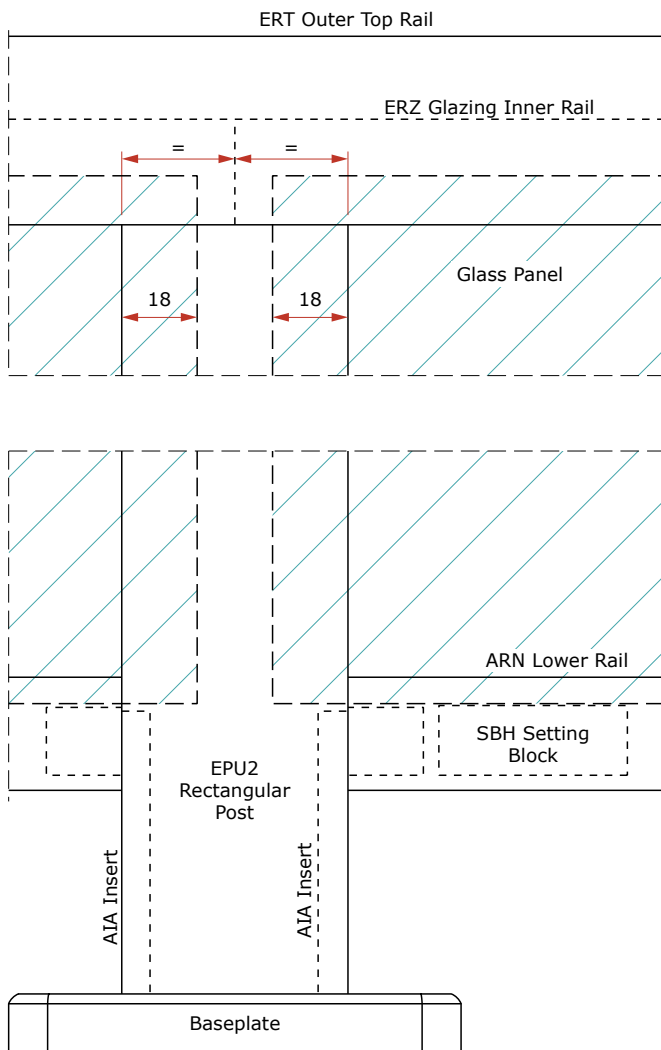 ERT Outer Top Rail
ERZ Glazing Inner Rail
= =
Glass Panel
18 18
ARN Lower Rail
SBH Setting
Block
EPU2
Rectangular
Post
AIA Insert
AIA Insert
Baseplate